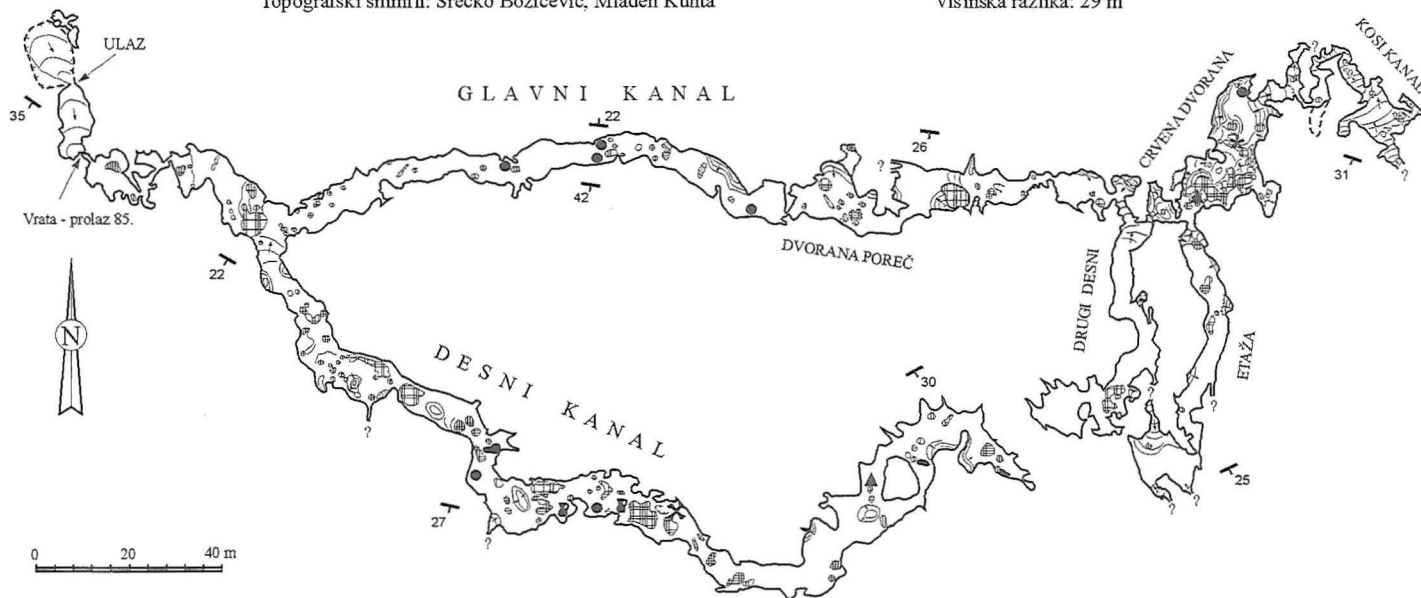 Topografski snimili: Srećko Božičević, Mladen Kuhta
Visinska razlika: 29 m
ULAZ
35
Vrata - prolaz 85.
GLAVNI KANAL
22
42
26
?
DVORANA POREČ
CRVENA DVORANA
?
KOSI KANAL
31
?
22
N
DESNI KANAL
?
27
?
30
DRUGI DESNI
ETAŽA
?
?
25
?
?
0 20 40 m